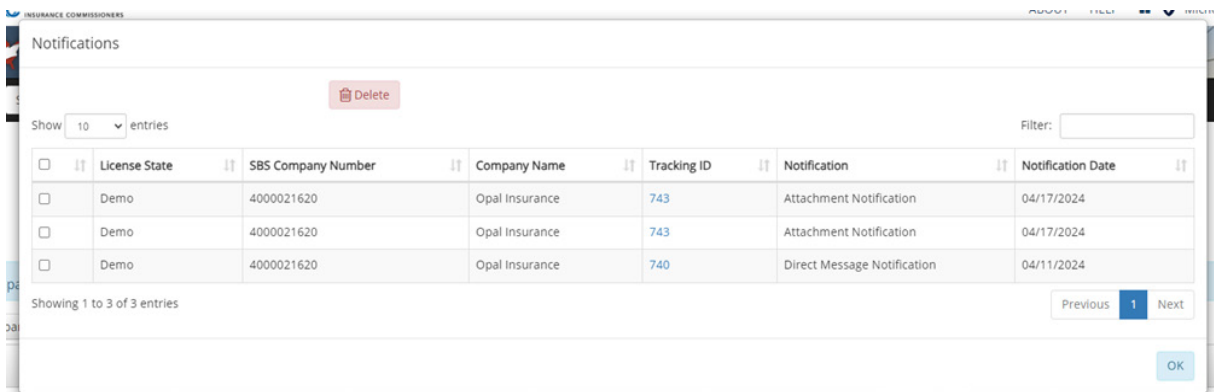 INSURANCE COMMISSIONERS
ABOUT HELP
Notifications
Delete
Show 10 entries
Filter:
License State SBS Company Number Company Name Tracking ID Notification Notification Date
Demo 4000021620 Opal Insurance 743 Attachment Notification 04/17/2024
Demo 4000021620 Opal Insurance 743 Attachment Notification 04/17/2024
Demo 4000021620 Opal Insurance 740 Direct Message Notification 04/11/2024
Showing 1 to 3 of 3 entries
Previous 1 Next
OK